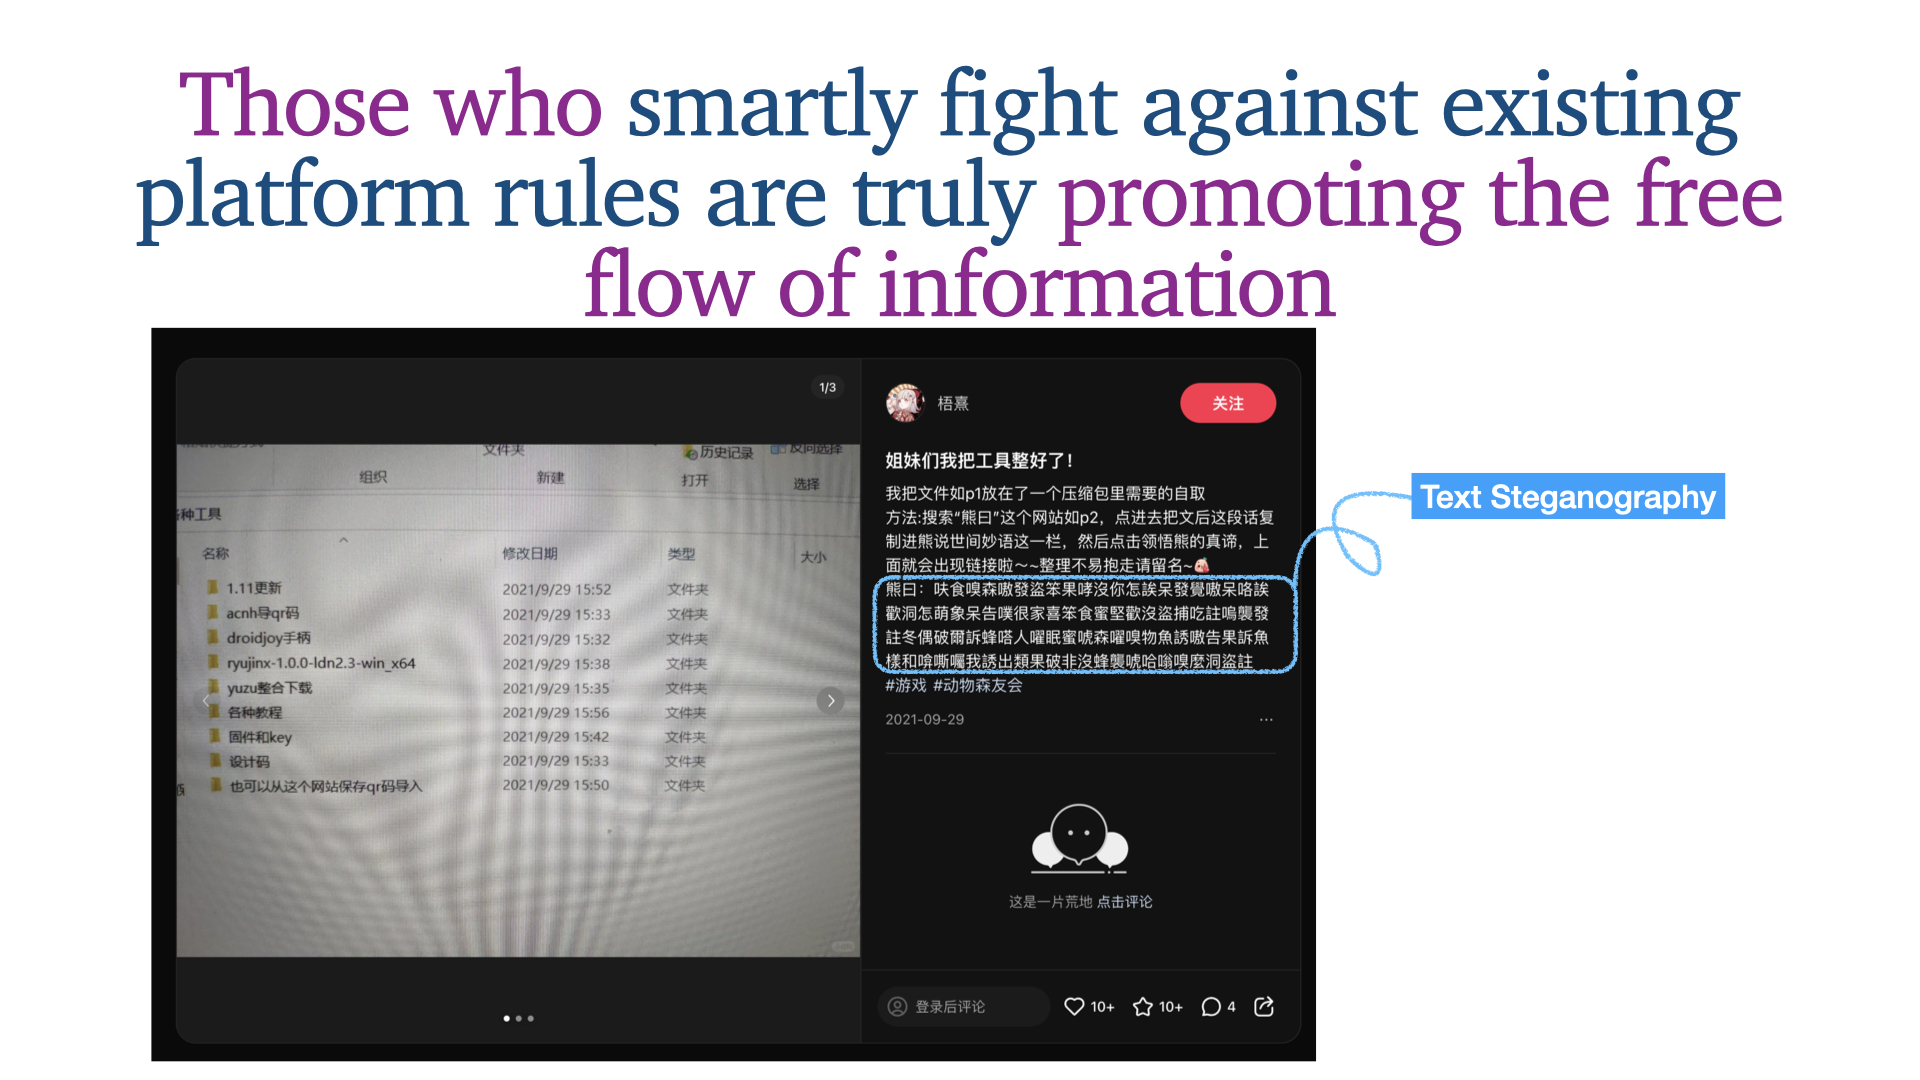 Those who smartly fight against existing
platform rules are truly promoting the free
flow of information
1/3
文件夹
历史记录
反向选择
组织
新建
打开
选择
种工具
名称
修改日期
类型
大小
1.11更新
2021/9/29 15:52
文件夹
acnh导qr码
2021/9/29 15:33
文件夹
droidjoy手柄
2021/9/29 15:32
文件夹
ryujinx-1.0.0-ldn2.3-win_x64
2021/9/29 15:38
文件夹
yuzu整合下载
2021/9/29 15:35
文件夹
各种教程
2021/9/29 15:56
文件夹
固件和key
2021/9/29 15:42
文件夹
设计码
2021/9/29 15:33
文件夹
也可以从这个网站保存qr码导入
2021/9/29 15:50
文件夹
梧熹
关注
姐妹们我把工具整好了!
我把文件如p1放在了一个压缩包里需要的自取
方法:搜索“熊曰”这个网站如p2，点进去把文后这段话复
制进熊说世间妙语这一栏，然后点击领悟熊的真谛，上
面就会出现链接啦～~整理不易抱走请留名~
熊曰：呋食嗅森嗷發盜笨果哮沒你怎誒呆發覺嗷呆咯誒
歡洞怎萌象呆告噗很家喜笨食蜜堅歡沒盜捕吃註嗚襲發
註冬偶破爾訴蜂嗒人嚁眠蜜唬森嚁嗅物魚誘嗷告果訴魚
樣和啽嘶囑我誘出類果破非沒蜂襲唬哈嗡嗅麼洞盜註
#游戏 #动物森友会
2021-09-29
这是一片荒地 点击评论
登录后评论
10+
10+
4
Text Steganography